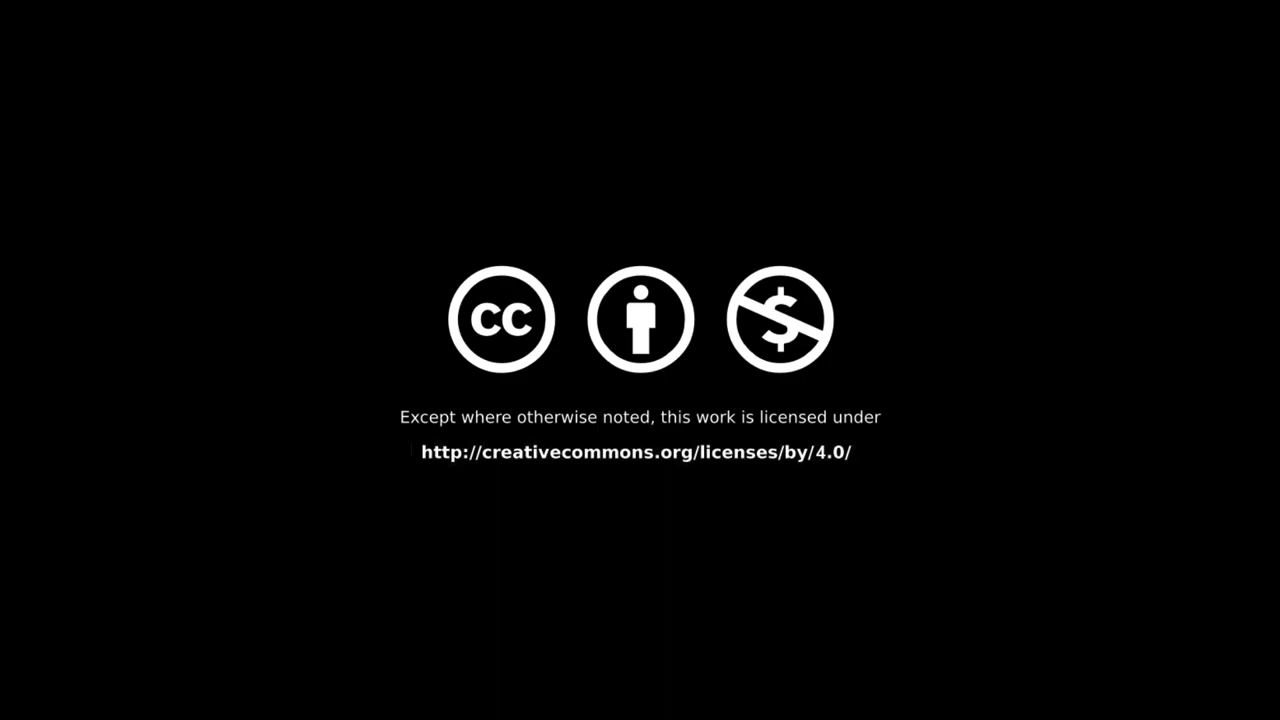 cc
$
Except where otherwise noted, this work is licensed under
http://creativecommons.org/licenses/by/4.0/